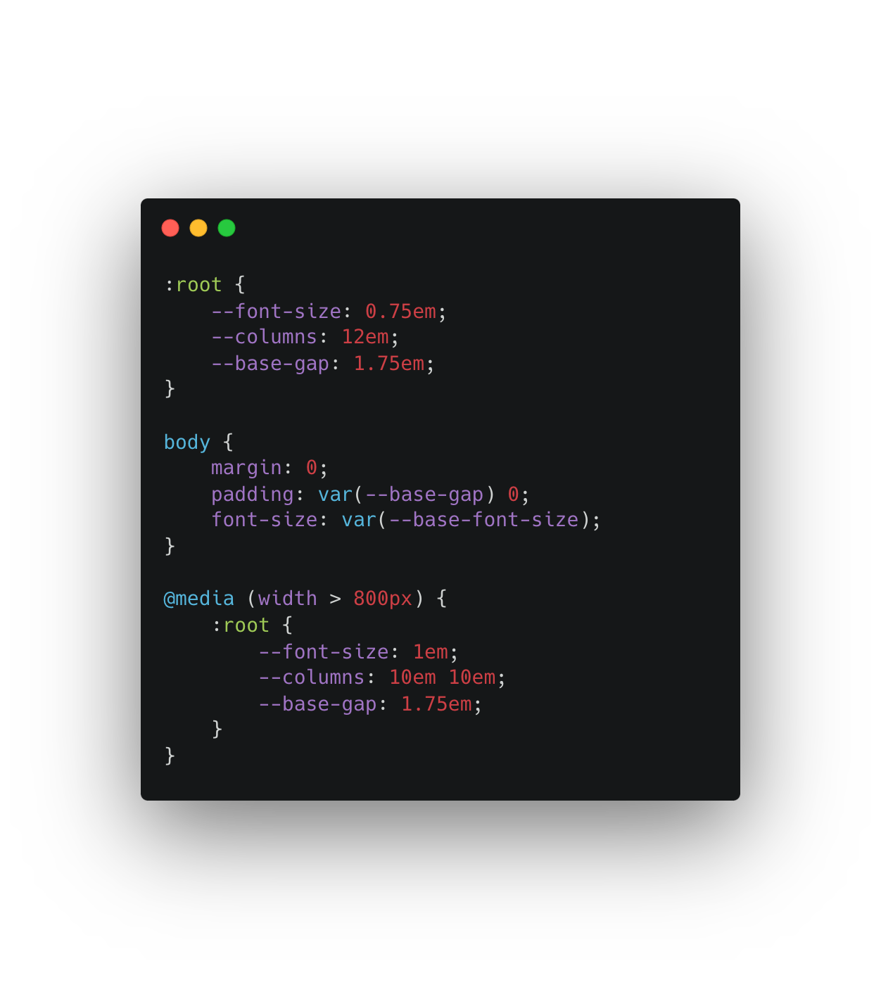 :root {
    --font-size: 0.75em;
    --columns: 12em;
    --base-gap: 1.75em;
}

body {
    margin: 0;
    padding: var(--base-gap) 0;
    font-size: var(--base-font-size);
}

@media (width > 800px) {
    :root {
        --font-size: 1em;
        --columns: 10em 10em;
        --base-gap: 1.75em;
    }
}